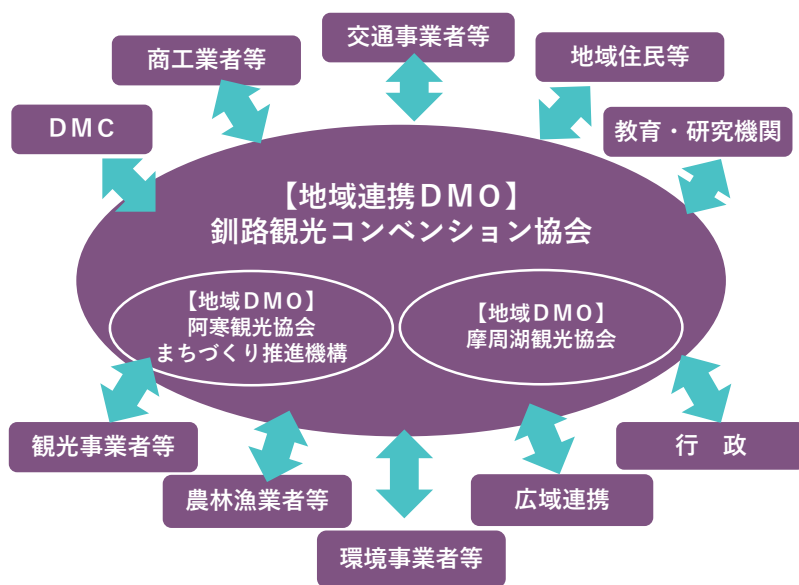 交通事業者等
商工業者等
地域住民等
DMC
教育・研究機関
【地域連携DMO】
釧路観光コンベンション協会
【地域DMO】
阿寒観光協会
まちづくり推進機構
【地域DMO】
摩周湖観光協会
観光事業者等
行　政
農林漁業者等
広域連携
環境事業者等